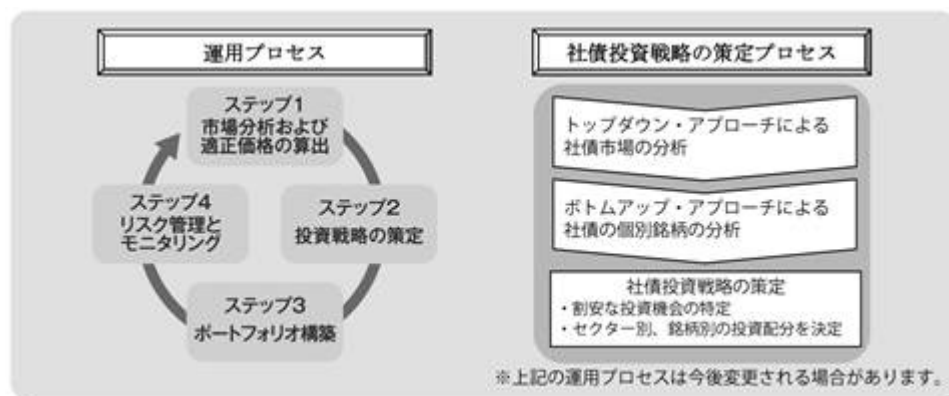 運用プロセス
ステップ1
市場分析および
適正価格の算出
ステップ2
投資戦略の策定
ステップ3
ポートフォリオ構築
ステップ4
リスク管理と
モニタリング
社債投資戦略の策定プロセス
トップダウン・アプローチによる
社債市場の分析
ボトムアップ・アプローチによる
社債の個別銘柄の分析
社債投資戦略の策定
・割安な投資機会の特定
・セクター別、銘柄別の投資配分を決定
※上記の運用プロセスは今後変更される場合があります。